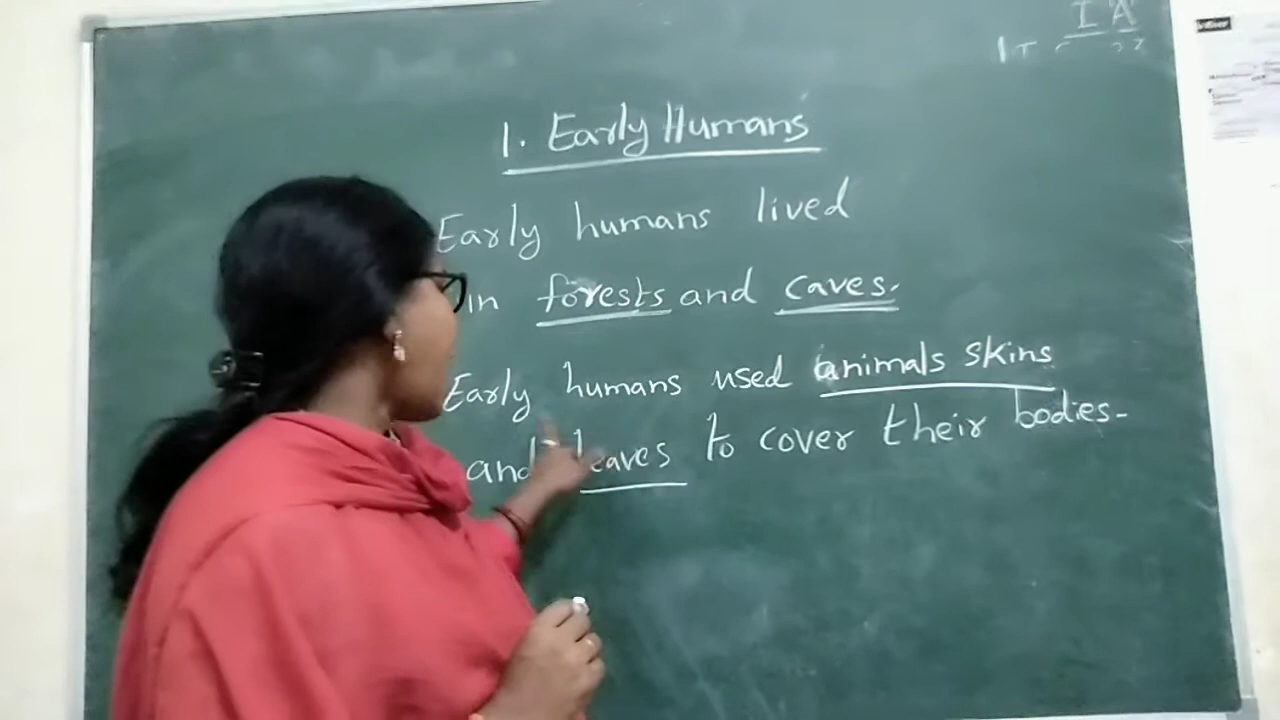 I A
1. Early Humans
Early humans lived
in forests and caves.
Early humans used animals skins
and leaves to cover their bodies-